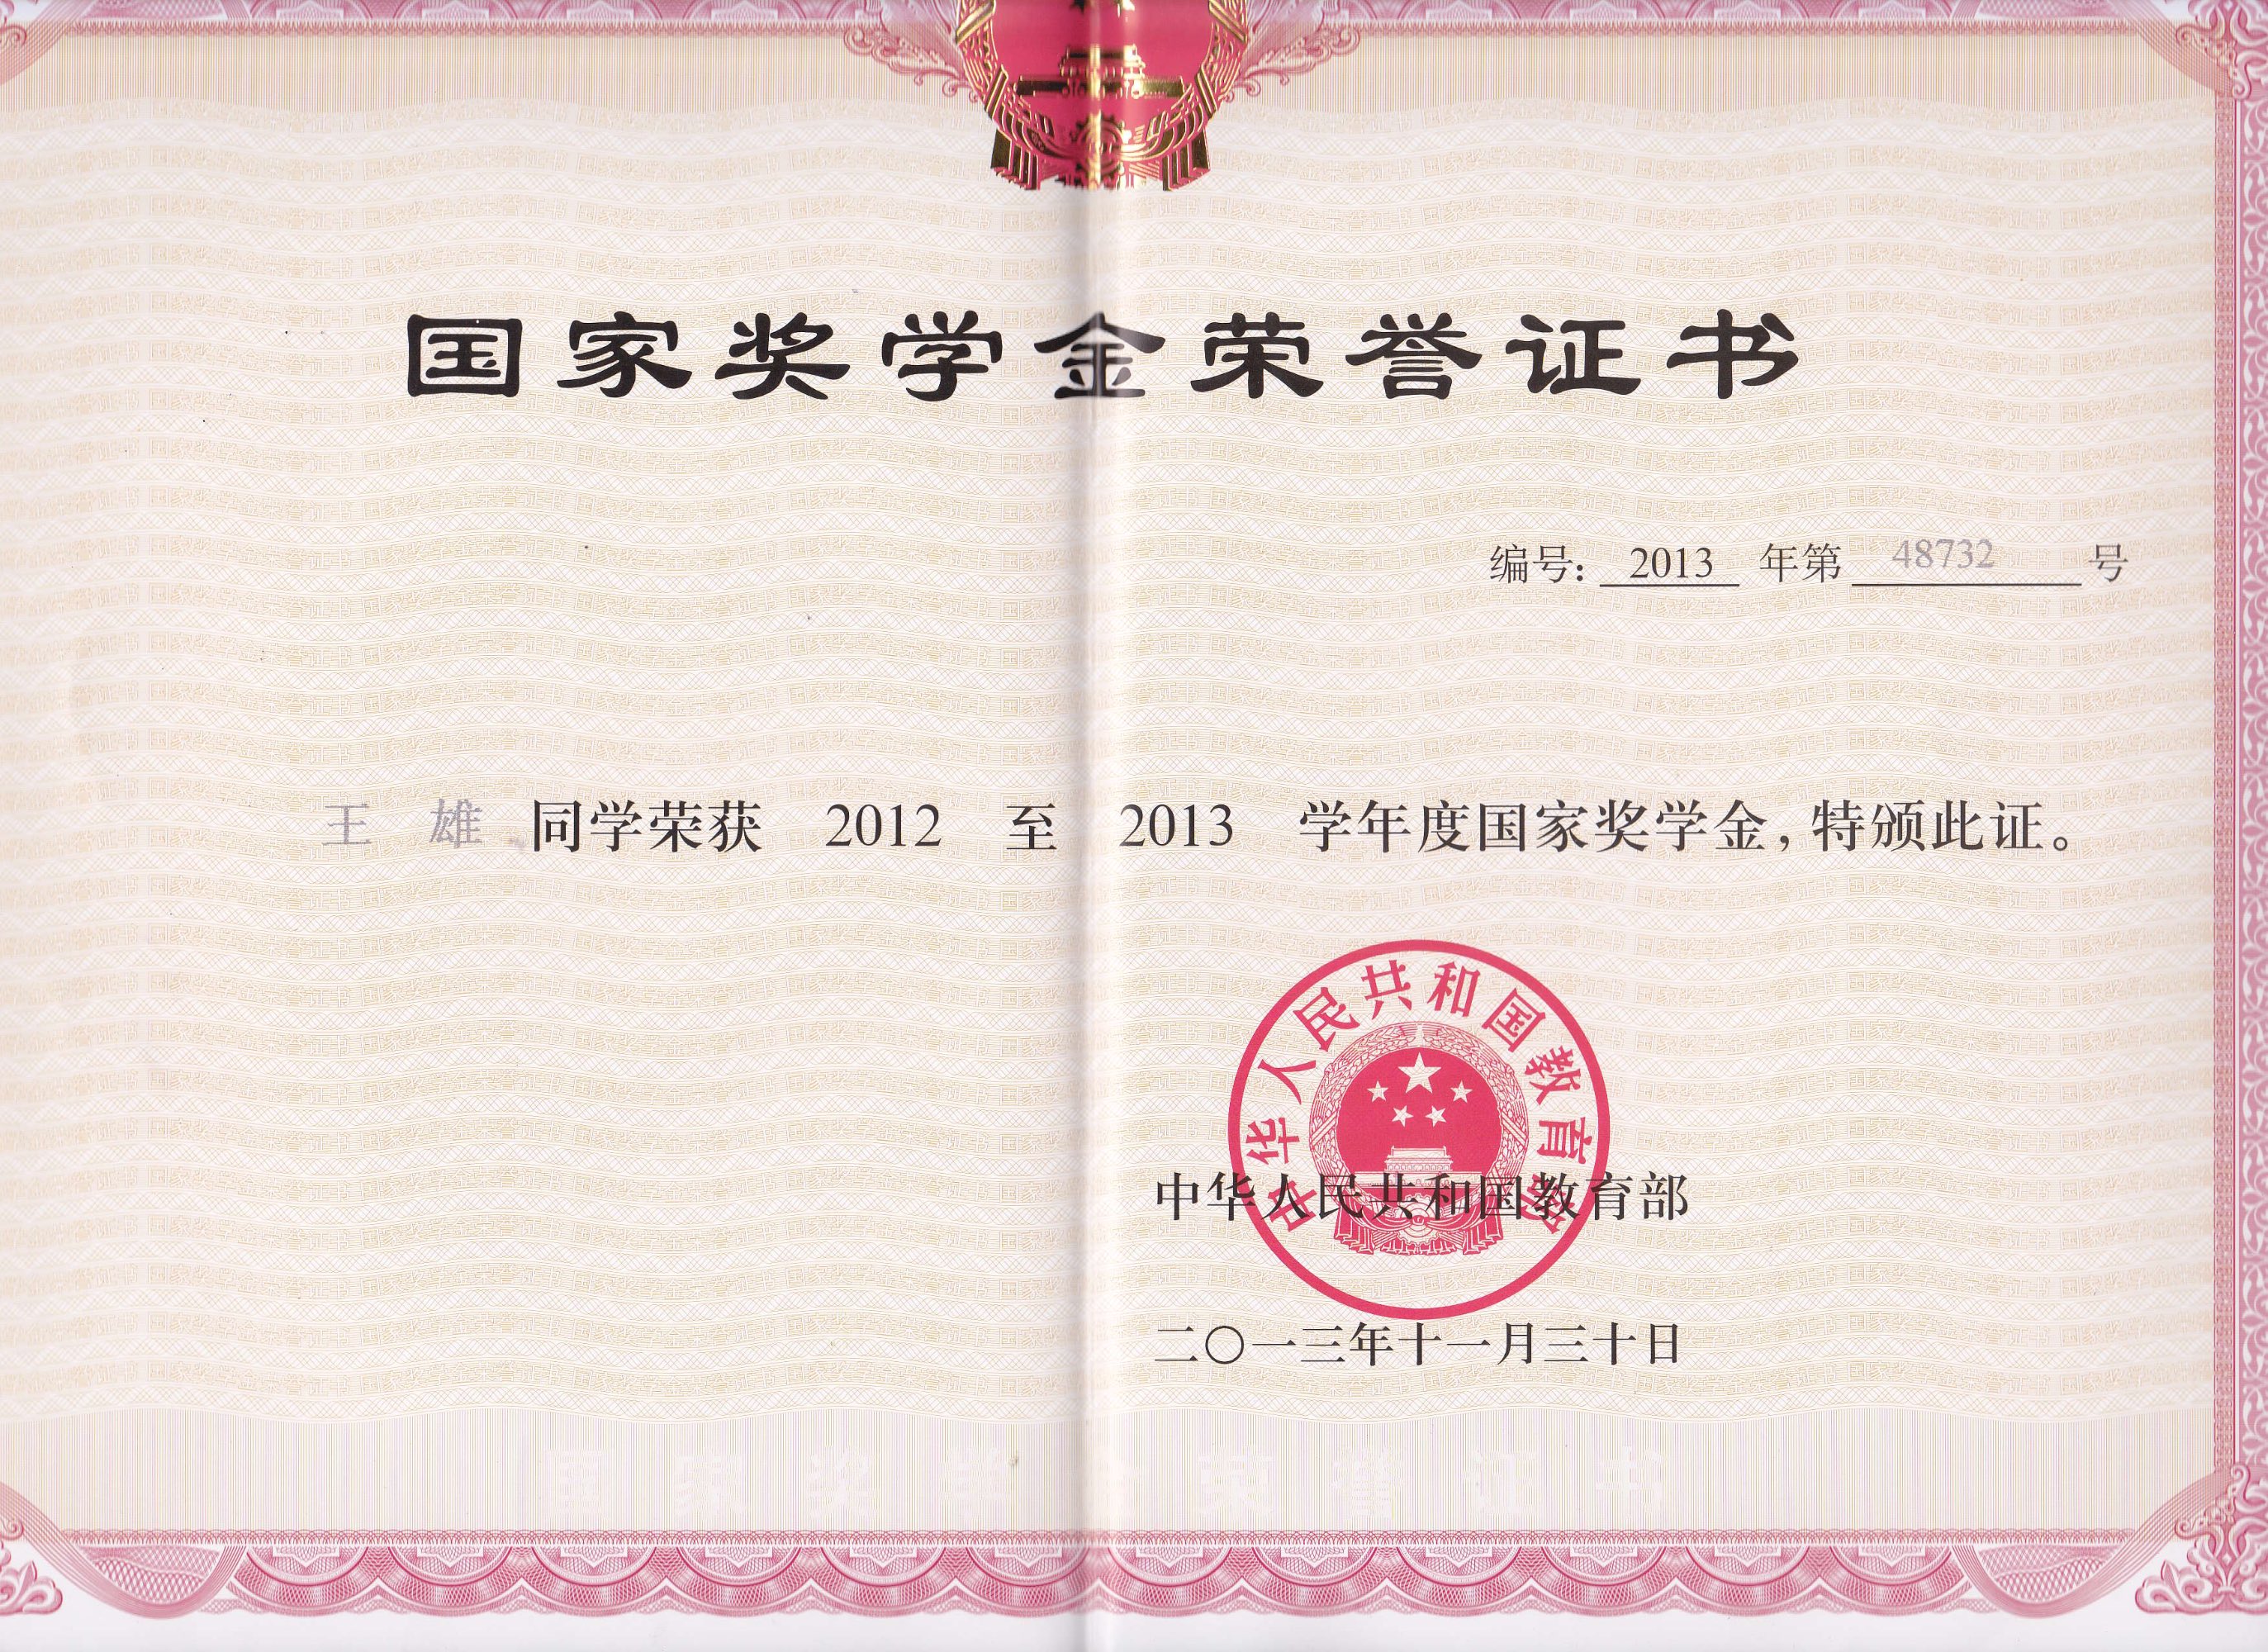 国家奖学金荣誉证书
编号: 2013 年第 48732 号
王 雄 同学荣获 2012 至 2013 学年度国家奖学金,特颁此证。
中华人民共和国教育部
中华人民共和国教育部
二〇一三年十一月三十日
国家奖学金荣誉证书